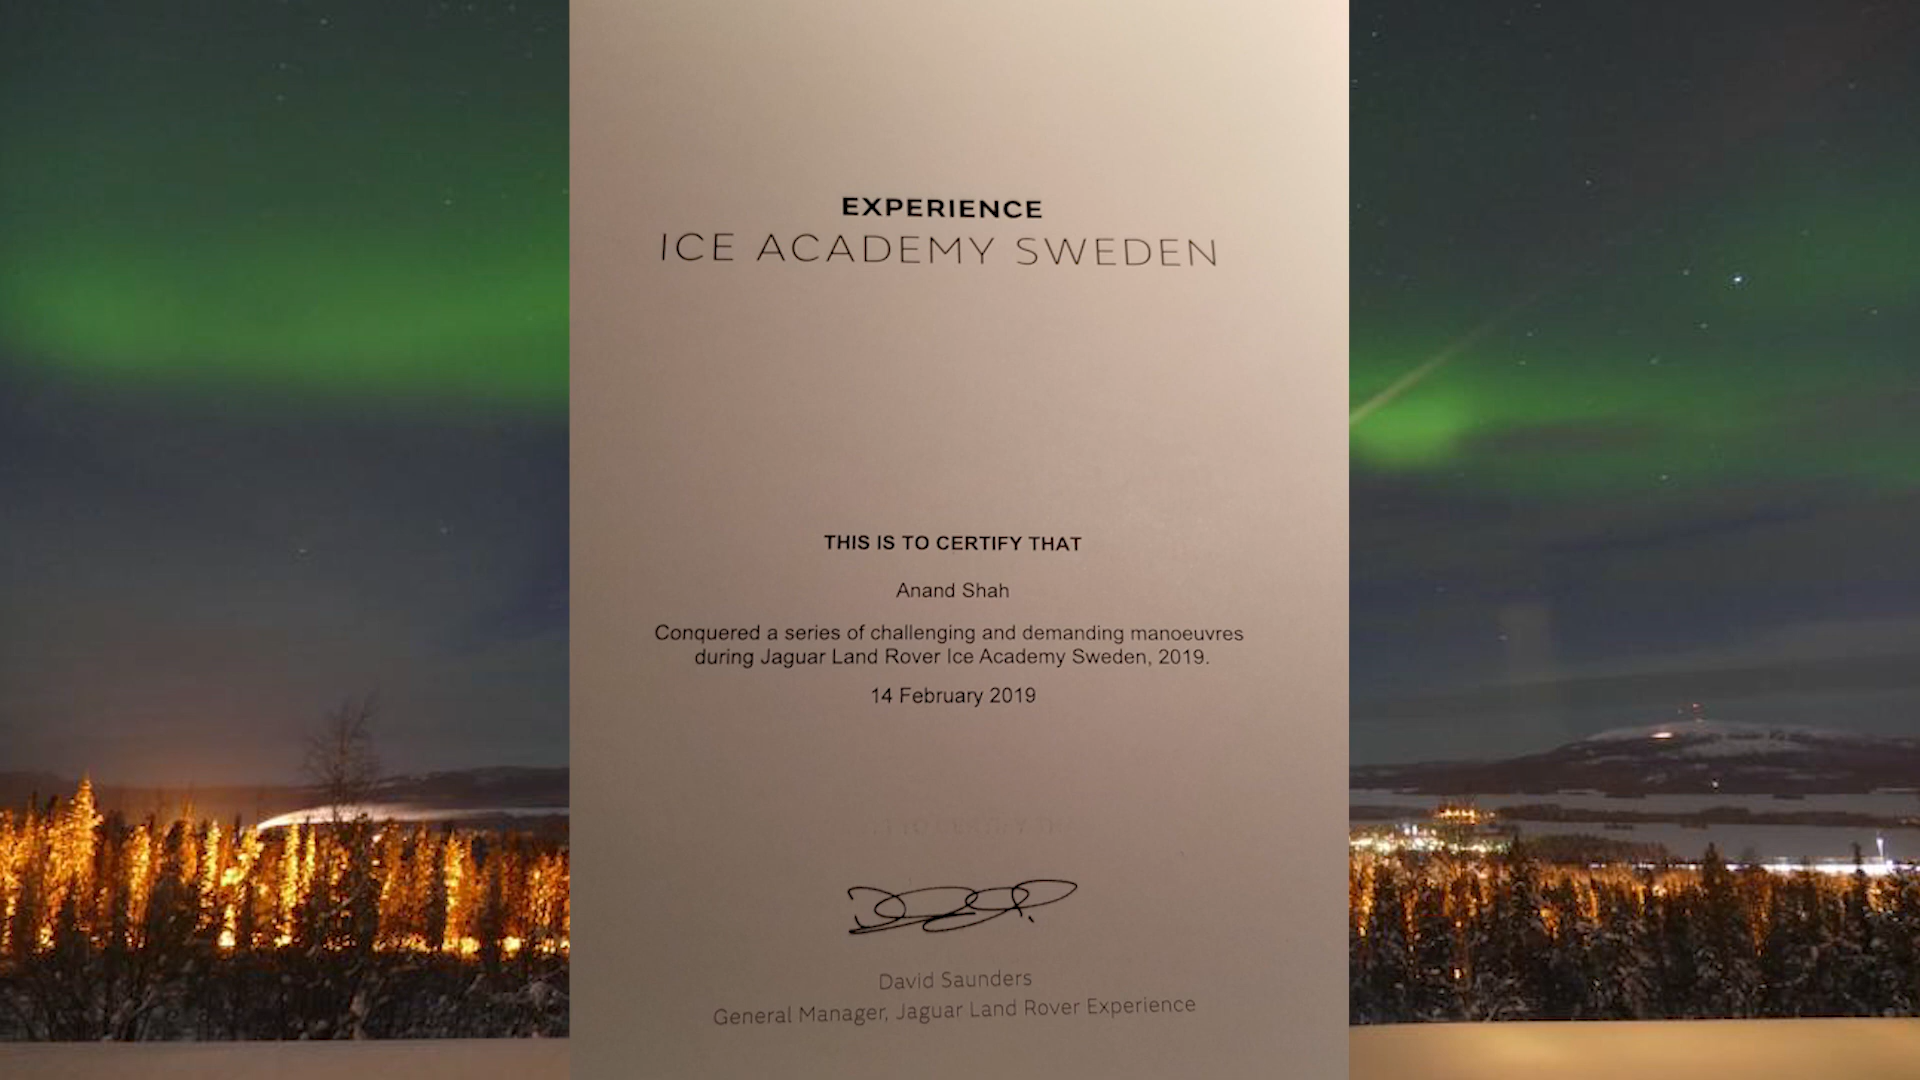 EXPERIENCE
ICE ACADEMY SWEDEN
THIS IS TO CERTIFY THAT
Anand Shah
Conquered a series of challenging and demanding manoeuvres
during Jaguar Land Rover Ice Academy Sweden, 2019.
14 February 2019
David Saunders
General Manager, Jaguar Land Rover Experience